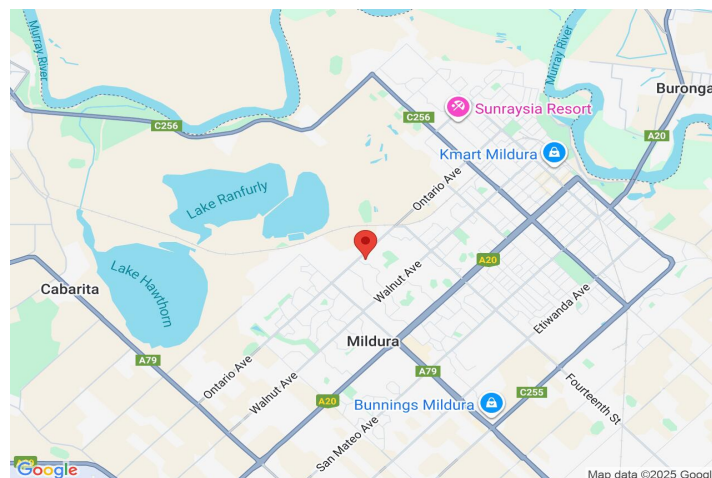 Murray River
Murray River
Buronga
Sunraysia Resort
C256
C256
A20
Kmart Mildura
Lake Ranfurly
Ontario Ave
Lake Hawthorn
Walnut Ave
A20
Cabarita
Etiwanda Ave
Mildura
A79
Ontario Ave
A79
Walnut Ave
C255
Fourteenth St
A20
Bunnings Mildura
San Mateo Ave
Google
Map data ©2025 Googl